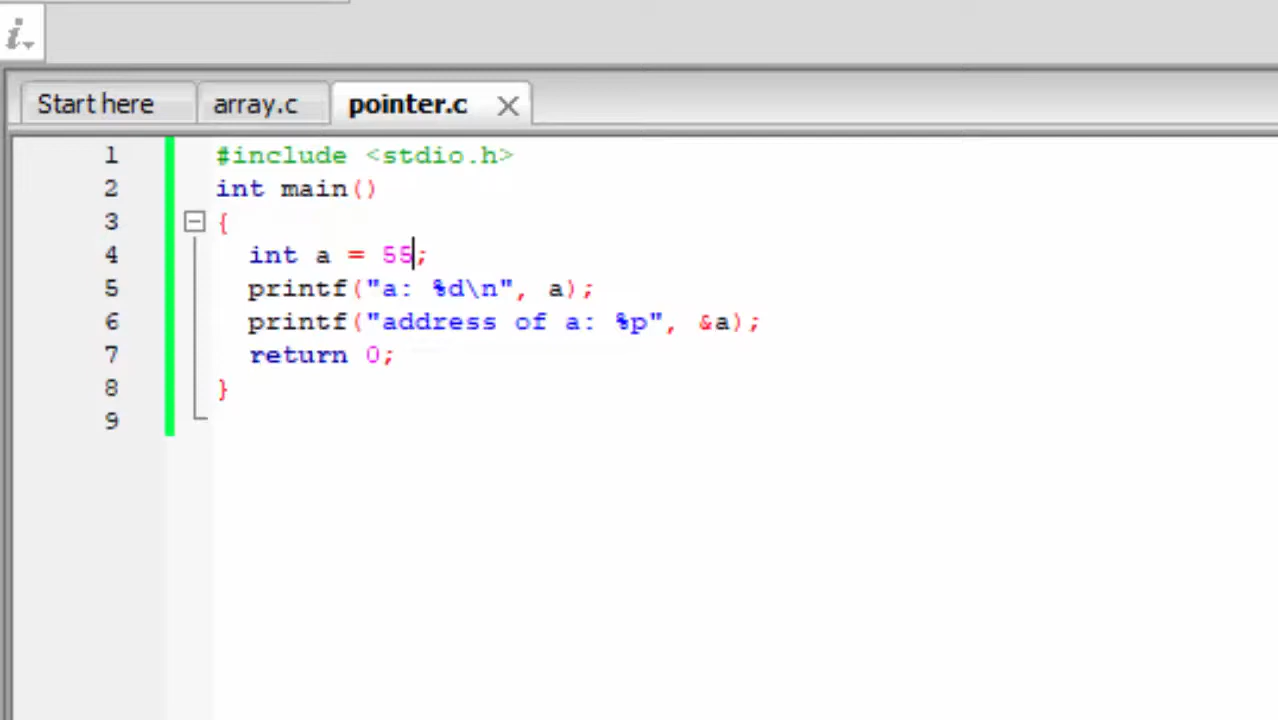 Start here array.c pointer.c
1 #include <stdio.h>
2 int main()
3 {
4 int a = 55;
5 printf("a: %d\n", a);
6 printf("address of a: %p", &a);
7 return 0;
8 }
9